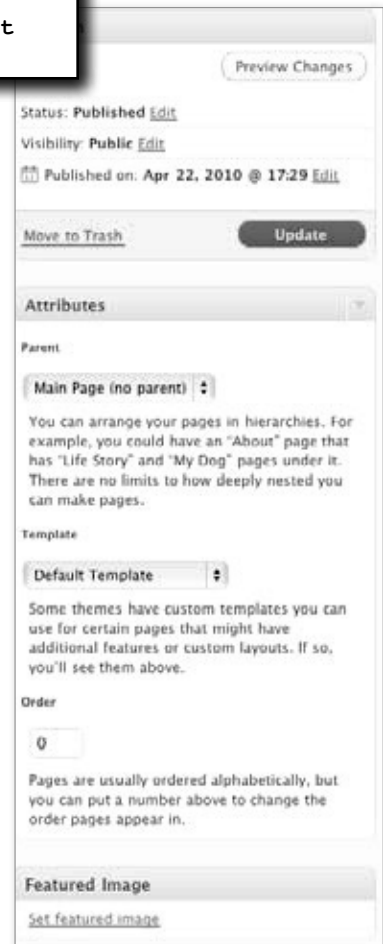 t
Preview Changes
Status: Published Edit
Visibility: Public Edit
Published on: Apr 22, 2010 @ 17:29 Edit
Move to Trash
Update
Attributes
Parent
Main Page (no parent)
You can arrange your pages in hierarchies. For
example, you could have an "About" page that
has "Life Story" and "My Dog" pages under it.
There are no limits to how deeply nested you
can make pages.
Template
Default Template
Some themes have custom templates you can
use for certain pages that might have
additional features or custom layouts. If so,
you'll see them above.
Order
0
Pages are usually ordered alphabetically, but
you can put a number above to change the
order pages appear in.
Featured Image
Set featured image